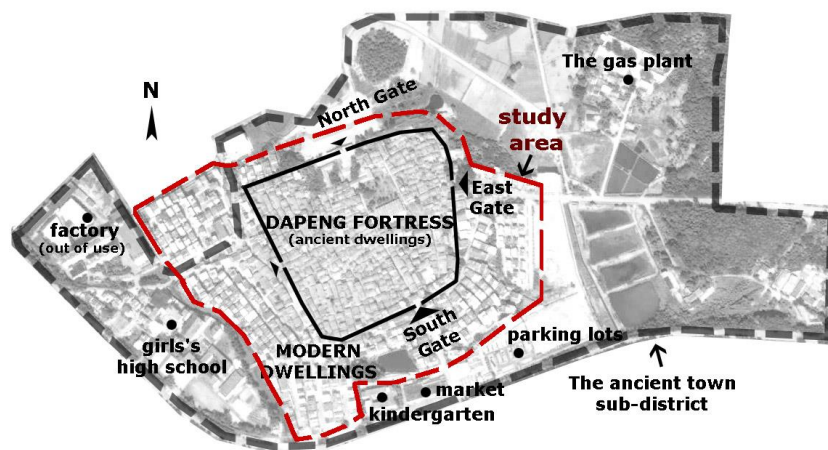 The gas plant
N
North Gate
study
area
East
Gate
DAPENG FORTRESS
(ancient dwellings)
factory
(out of use)
South
Gate
parking lots
girls's
high school
MODERN
DWELLINGS
market
kindergarten
The ancient town
sub-district